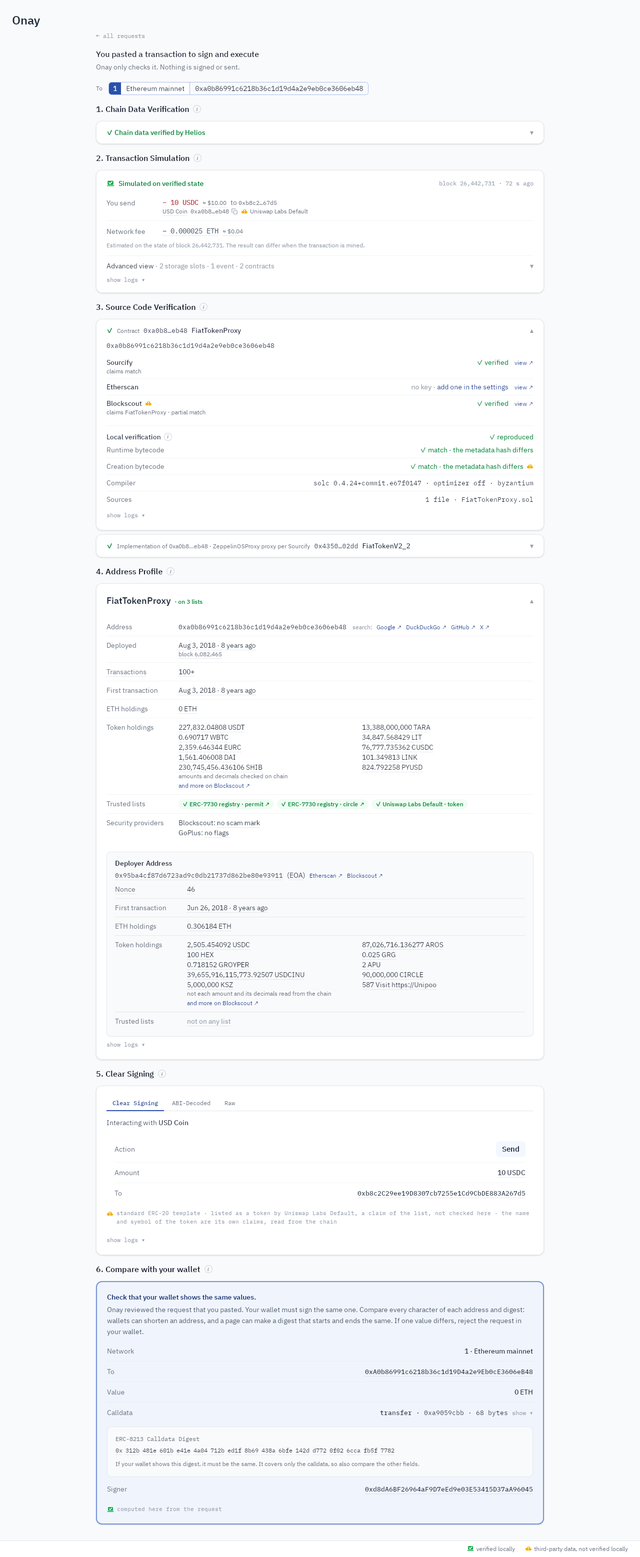 Onay
← all requests
You pasted a transaction to sign and execute
Onay only checks it. Nothing is signed or sent.
To 1 Ethereum mainnet 0xa0b86991c6218b36c1d19d4a2e9eb0ce3606eb48
1. Chain Data Verification i
✓ Chain data verified by Helios ▼
2. Transaction Simulation i
Simulated on verified state block 26,442,731 · 72 s ago
You send − 10 USDC ≈ $10.00 to 0xb8c2…67d5
USD Coin 0xa0b8…eb48 Uniswap Labs Default
Network fee − 0.000025 ETH ≈ $0.04
Estimated on the state of block 26,442,731. The result can differ when the transaction is mined.
Advanced view · 2 storage slots · 1 event · 2 contracts ▼
show logs ▾
3. Source Code Verification i
✓ Contract 0xa0b8…eb48 FiatTokenProxy ▲
0xa0b86991c6218b36c1d19d4a2e9eb0ce3606eb48
Sourcify ✓ verified view ↗
claims match
Etherscan no key · add one in the settings view ↗
Blockscout ✓ verified view ↗
claims FiatTokenProxy · partial match
Local verification i ✓ reproduced
Runtime bytecode ✓ match · the metadata hash differs
Creation bytecode ✓ match · the metadata hash differs
Compiler solc 0.4.24+commit.e67f0147 · optimizer off · byzantium
Sources 1 file · FiatTokenProxy.sol
show logs ▾
✓ Implementation of 0xa0b8…eb48 · ZeppelinOSProxy proxy per Sourcify 0x4350…02dd FiatTokenV2_2 ▼
4. Address Profile i
FiatTokenProxy · on 3 lists ▲
Address 0xa0b86991c6218b36c1d19d4a2e9eb0ce3606eb48 search: Google ↗ DuckDuckGo ↗ GitHub ↗ X ↗
Deployed Aug 3, 2018 · 8 years ago
block 6,082,465
Transactions 100+
First transaction Aug 3, 2018 · 8 years ago
ETH holdings 0 ETH
Token holdings 227,832.04808 USDT 13,388,000,000 TARA
0.690717 WBTC 34,847.568429 LIT
2,359.646344 EURC 76,777.735362 CUSDC
1,561.406008 DAI 101.349813 LINK
230,745,456.436106 SHIB 824.792258 PYUSD
amounts and decimals checked on chain
and more on Blockscout ↗
Trusted lists ✓ ERC-7730 registry · permit ↗ ✓ ERC-7730 registry · circle ↗ ✓ Uniswap Labs Default · token
Security providers Blockscout: no scam mark
GoPlus: no flags
Deployer Address
0x95ba4cf87d6723ad9c0db21737d862be80e93911 (EOA) Etherscan ↗ Blockscout ↗
Nonce 46
First transaction Jun 26, 2018 · 8 years ago
ETH holdings 0.306184 ETH
Token holdings 2,505.454092 USDC 87,026,716.136277 AROS
100 HEX 0.025 GRG
0.718152 GROYPER 2 APU
39,655,916,115,773.92507 USDCINU 90,000,000 CIRCLE
5,000,000 KSZ 587 Visit https://Unipoo
not each amount and its decimals read from the chain
and more on Blockscout ↗
Trusted lists not on any list
show logs ▾
5. Clear Signing i
Clear Signing ABI-Decoded Raw
Interacting with USD Coin
Action Send
Amount 10 USDC
To 0xb8c2C29ee19D8307cb7255e1Cd9CbDE883A267d5
standard ERC-20 template · listed as a token by Uniswap Labs Default, a claim of the list, not checked here · the name
and symbol of the token are its own claims, read from the chain
show logs ▾
6. Compare with your wallet i
Check that your wallet shows the same values.
Onay reviewed the request that you pasted. Your wallet must sign the same one. Compare every character of each address and digest:
wallets can shorten an address, and a page can make a digest that starts and ends the same. If one value differs, reject the request in
your wallet.
Network 1 · Ethereum mainnet
To 0xA0b86991c6218b36c1d19D4a2e9Eb0cE3606eB48
Value 0 ETH
Calldata transfer · 0xa9059cbb · 68 bytes show ▾
ERC-8213 Calldata Digest
0x 312b 481e 601b e41e 4a04 712b ed1f 8b69 438a 6bfe 142d d772 0f02 6cca fb5f 7702
If your wallet shows this digest, it must be the same. It covers only the calldata, so also compare the other fields.
Signer 0xd8dA6BF26964aF9D7eEd9e03E53415D37aA96045
computed here from the request
verified locally third-party data, not verified locally